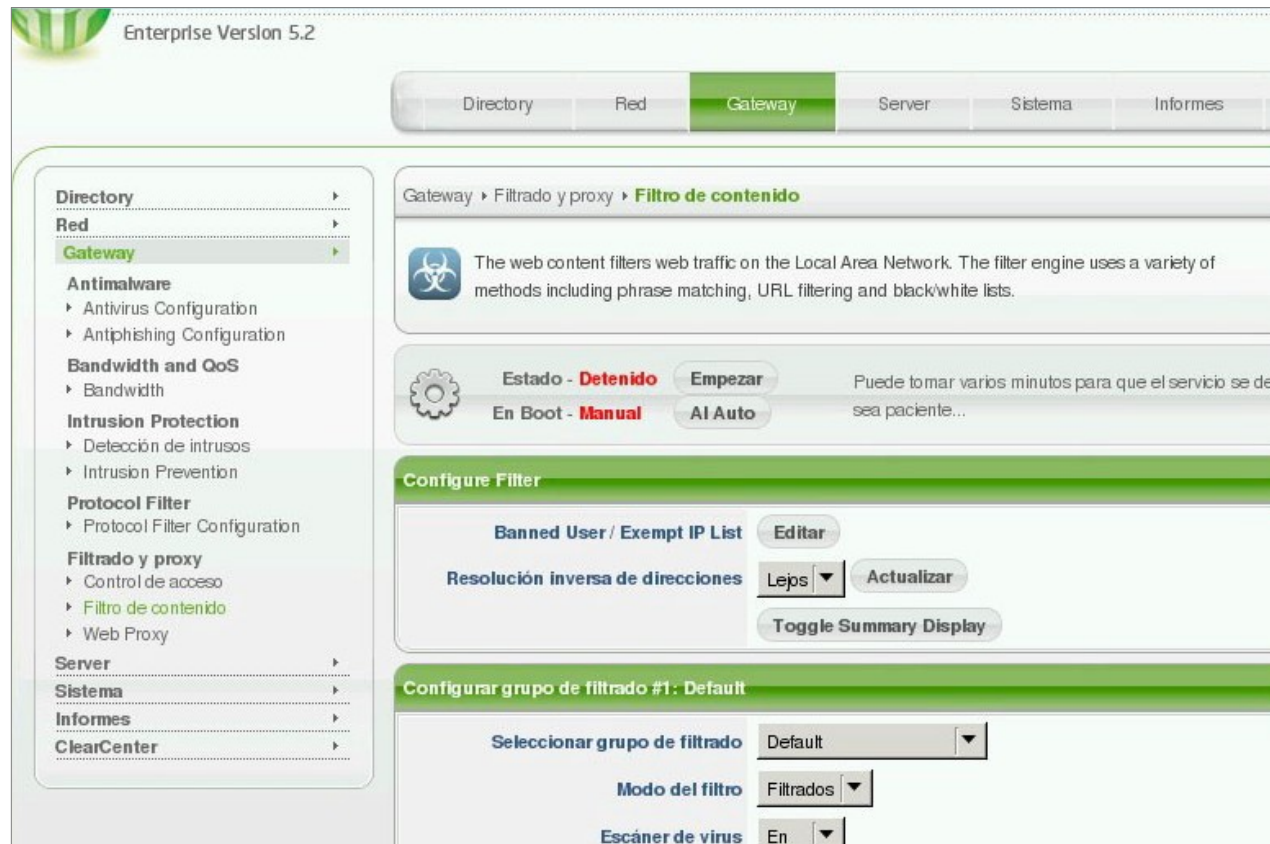 Enterprise Version 5.2
Directory Red Gateway Server Sistema Informes
Directory
Red
Gateway
Antimalware
Antivirus Configuration
Antiphishing Configuration
Bandwidth and QoS
Bandwidth
Intrusion Protection
Detección de intrusos
Intrusion Prevention
Protocol Filter
Protocol Filter Configuration
Filtrado y proxy
Control de acceso
Filtro de contenido
Web Proxy
Server
Sistema
Informes
ClearCenter
Gateway Filtrado y proxy Filtro de contenido
The web content filters web traffic on the Local Area Network. The filter engine uses a variety of
methods including phrase matching, URL filtering and black/white lists.
Estado - Detenido Empezar
En Boot - Manual Al Auto
Puede tomar varios minutos para que el servicio se de
sea paciente...
Configure Filter
Banned User / Exempt IP List Editar
Resolución inversa de direcciones Lejos Actualizar
Toggle Summary Display
Configurar grupo de filtrado #1: Default
Seleccionar grupo de filtrado Default
Modo del filtro Filtrados
Escáner de virus En